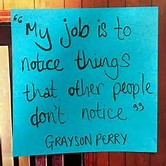 "My job is to
notice things
that other people
don't notice"
GRAYSON PERRY